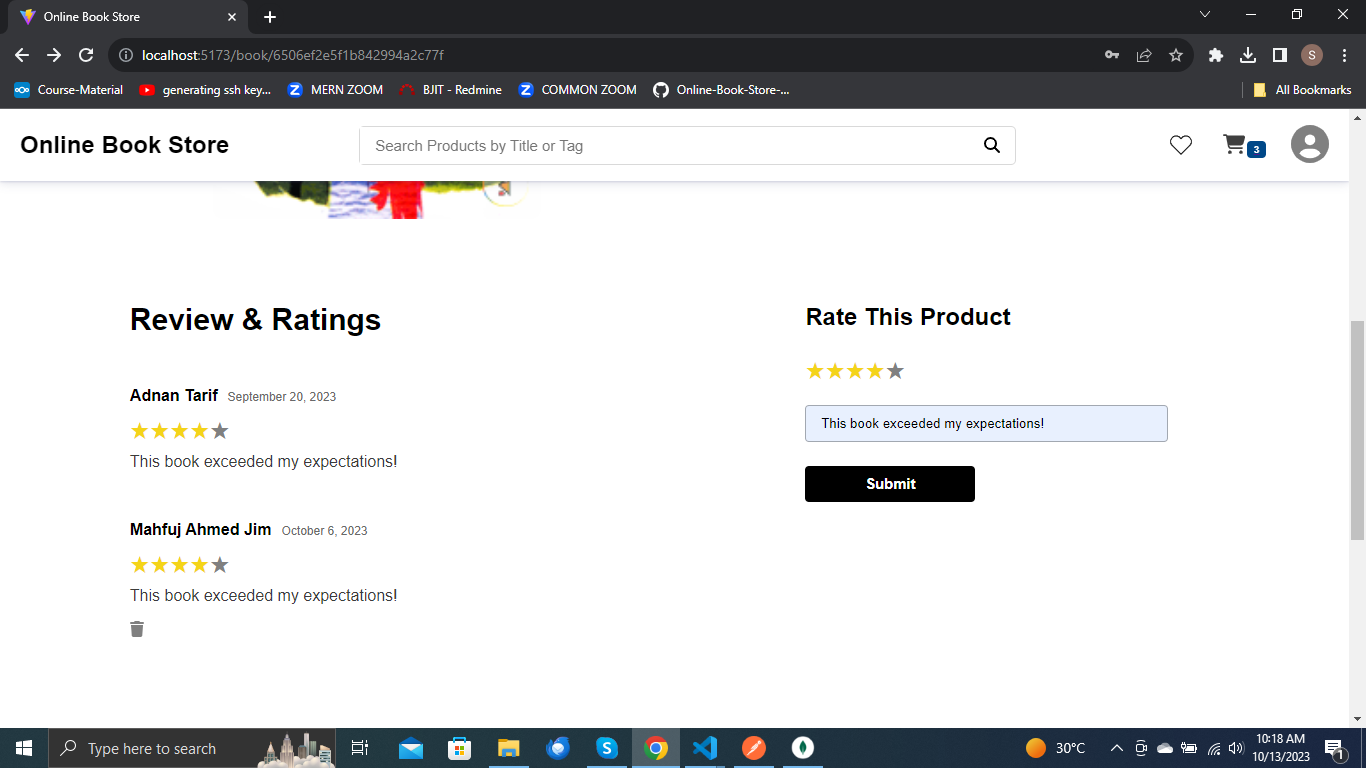 Online Book Store
localhost:5173/book/6506ef2e5f1b842994a2c77f
S
Course-Material
generating ssh key...
MERN ZOOM
BJIT - Redmine
COMMON ZOOM
Online-Book-Store-...
All Bookmarks
Online Book Store
Search Products by Title or Tag
3
Review & Ratings
Adnan Tarif September 20, 2023
This book exceeded my expectations!
Mahfuj Ahmed Jim October 6, 2023
This book exceeded my expectations!
Rate This Product
This book exceeded my expectations!
Submit
Type here to search
30°C
10:18 AM
10/13/2023
1